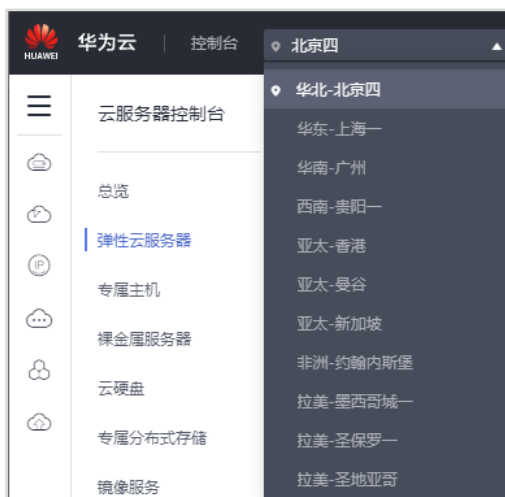 HUAWEI
华为云
控制台
北京四
云服务器控制台
总览
弹性云服务器
专属主机
裸金属服务器
云硬盘
专属分布式存储
镜像服务
华北-北京四
华东-上海一
华南-广州
西南-贵阳一
亚太-香港
亚太-曼谷
亚太-新加坡
非洲-约翰内斯堡
拉美-墨西哥城一
拉美-圣保罗一
拉美-圣地亚哥
IP